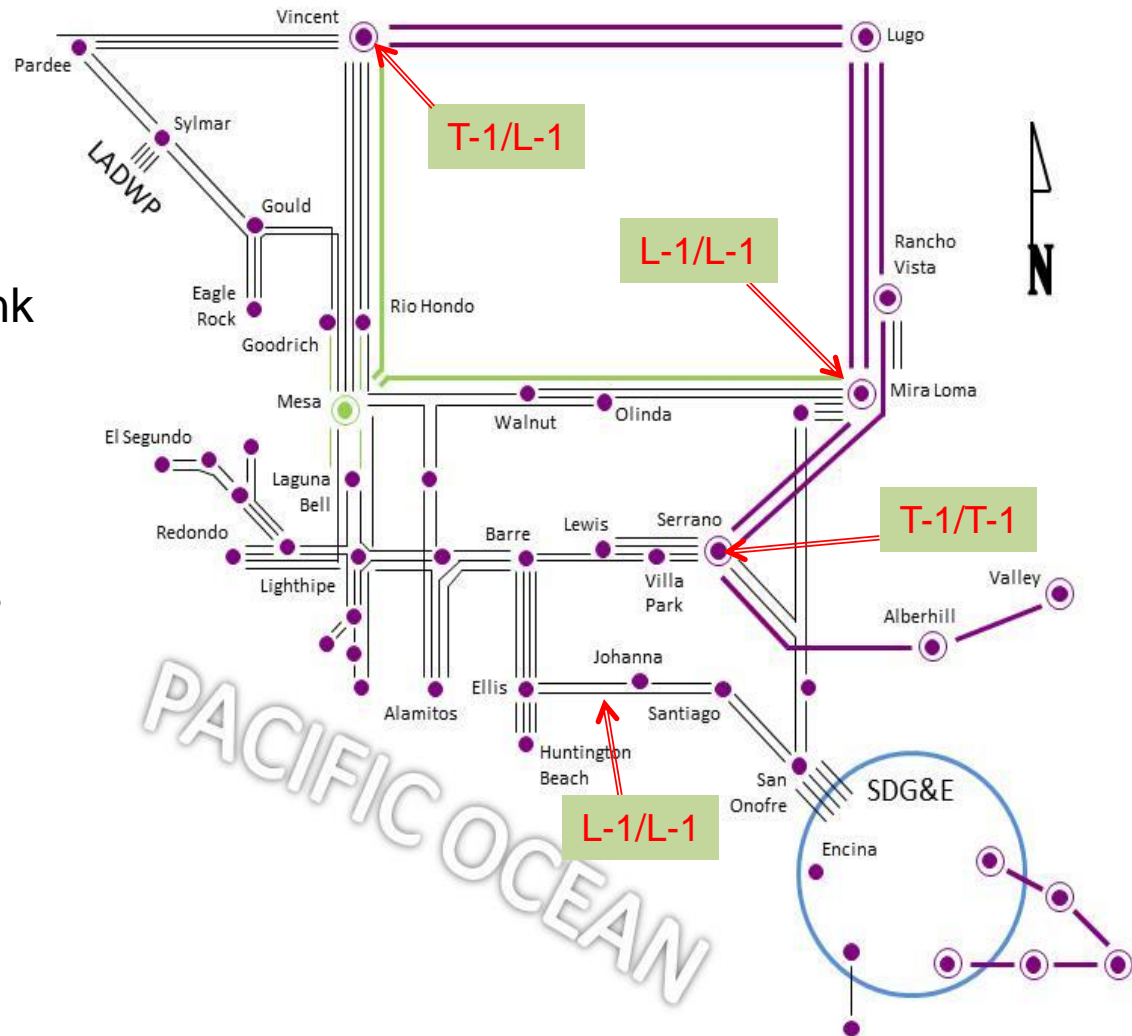 Vincent
Lugo
Pardee
T-1/L-1
Sylmar
LADWP
Gould
L-1/L-1
Rancho
Vista
N
Eagle
Rock
nk
Rio Hondo
Goodrich
Mesa
Mira Loma
Walnut
Olinda
El Segundo
Laguna
Bell
Redondo
Barre
Lewis
Serrano
T-1/T-1
Lighthipe
Villa
Park
Valley
Alberhill
Johanna
Alamitos
Ellis
Santiago
PACIFIC OCEAN
Huntington
Beach
San
Onofre
SDG&E
L-1/L-1
Encina